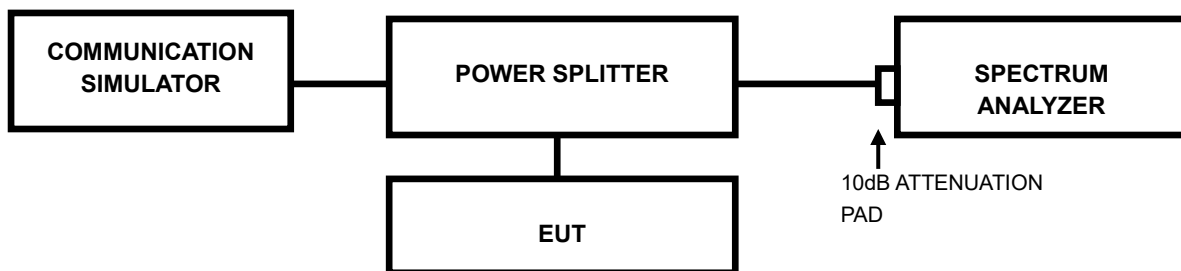 COMMUNICATION
SIMULATOR
POWER SPLITTER
SPECTRUM
ANALYZER
10dB ATTENUATION
PAD
EUT